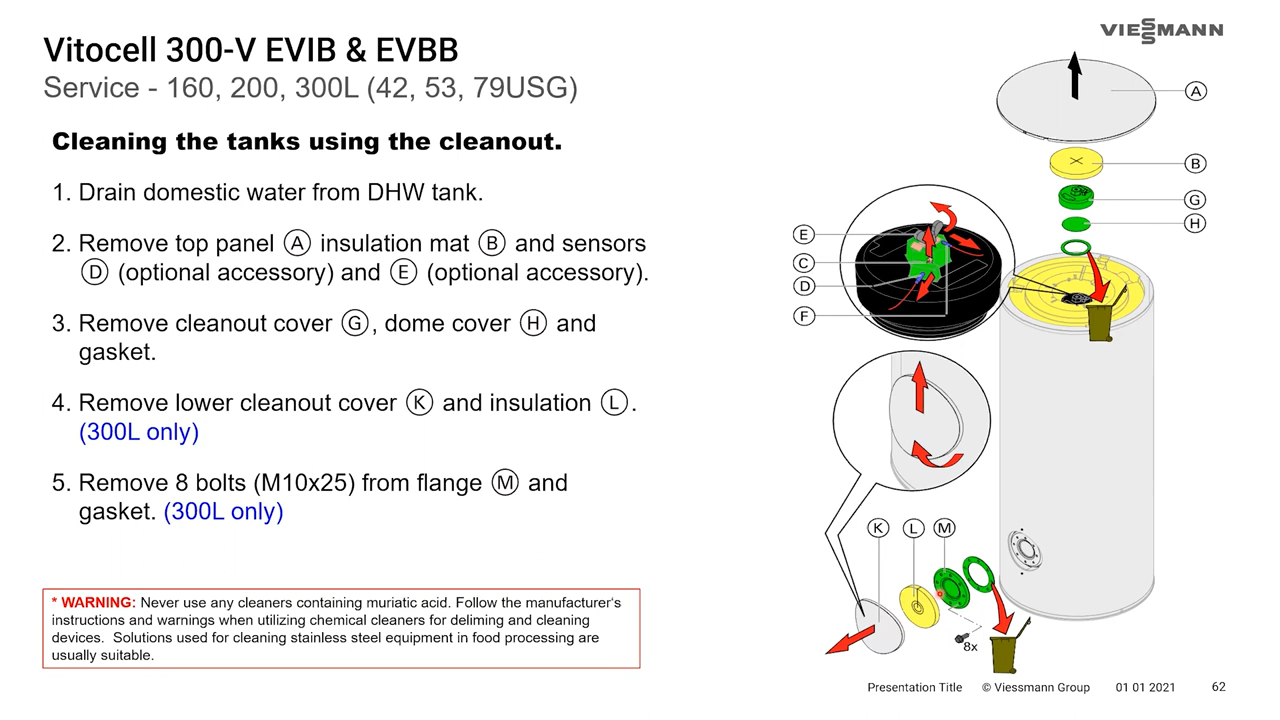 Vitocell 300-V EVIB & EVBB
VIESSMANN
Service - 160, 200, 300L (42, 53, 79USG)
Cleaning the tanks using the cleanout.
1. Drain domestic water from DHW tank.
2. Remove top panel Ⓐ insulation mat Ⓑ and sensors
Ⓓ (optional accessory) and Ⓔ (optional accessory).
3. Remove cleanout cover Ⓖ, dome cover Ⓗ and
gasket.
4. Remove lower cleanout cover Ⓚ and insulation Ⓛ.
(300L only)
5. Remove 8 bolts (M10x25) from flange Ⓜ and
gasket. (300L only)
* WARNING: Never use any cleaners containing muriatic acid. Follow the manufacturer‘s
instructions and warnings when utilizing chemical cleaners for deliming and cleaning
devices. Solutions used for cleaning stainless steel equipment in food processing are
usually suitable.
A
B
G
H
E
C
D
F
K L M
8x
Presentation Title © Viessmann Group 01 01 2021 62